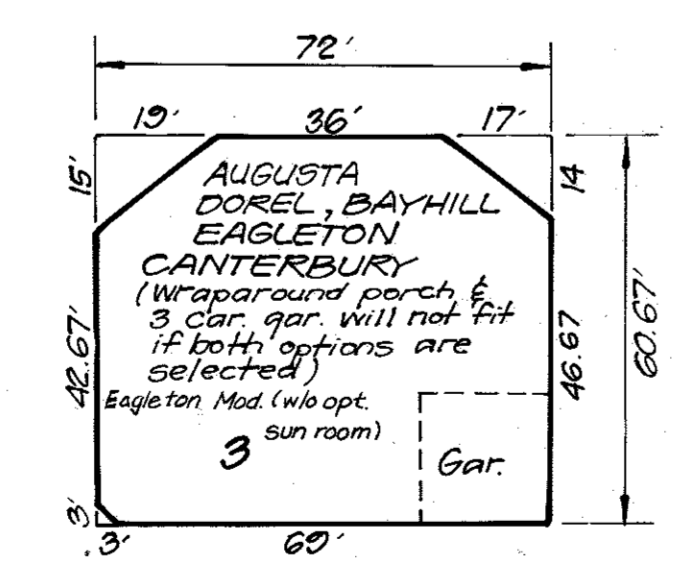 72'
19' 36' 17'
15'
14
AUGUSTA
DOREL, BAYHILL
EAGLETON
CANTERBURY
(Wraparound porch &
3 car. gar. will not fit
if both options are
selected)
Eagleton Mod. (w/o opt.
sun room)
3
Gar.
42.67'
46.67
60.67'
3'
.3'
69'